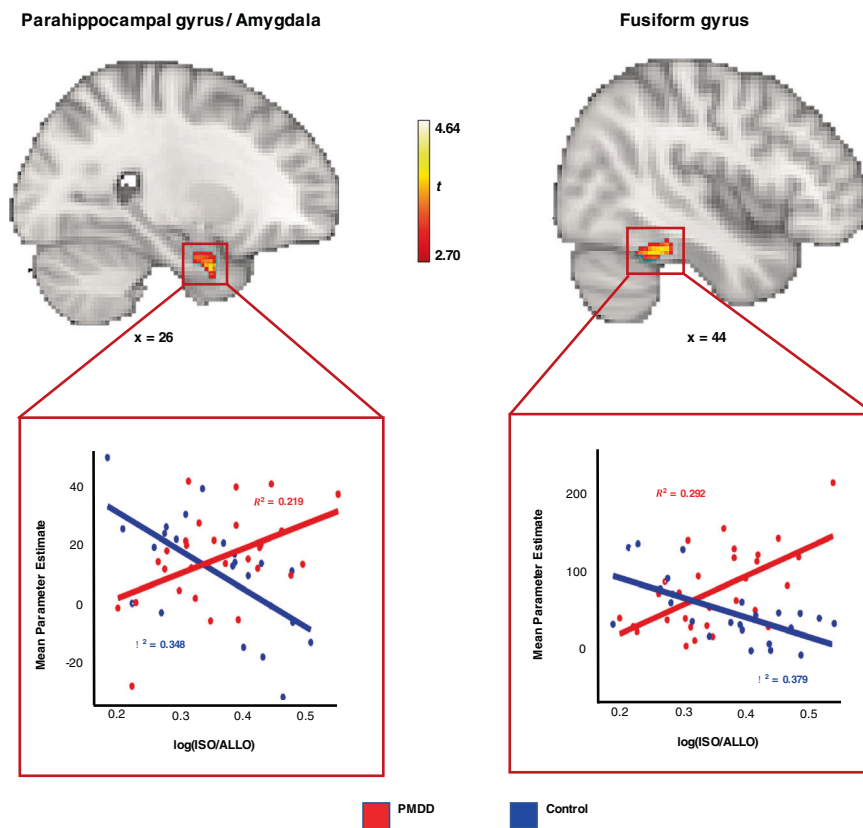 Parahippocampal gyrus / Amygdala
Fusiform gyrus
4.64
t
2.70
x = 26
x = 44
Mean Parameter Estimate
40
20
0
-20
R² = 0.219
! ² = 0.348
0.2 0.3 0.4 0.5
log(ISO/ALLO)
Mean Parameter Estimate
200
100
0
R² = 0.292
! ² = 0.379
0.2 0.3 0.4 0.5
log(ISO/ALLO)
PMDD
Control